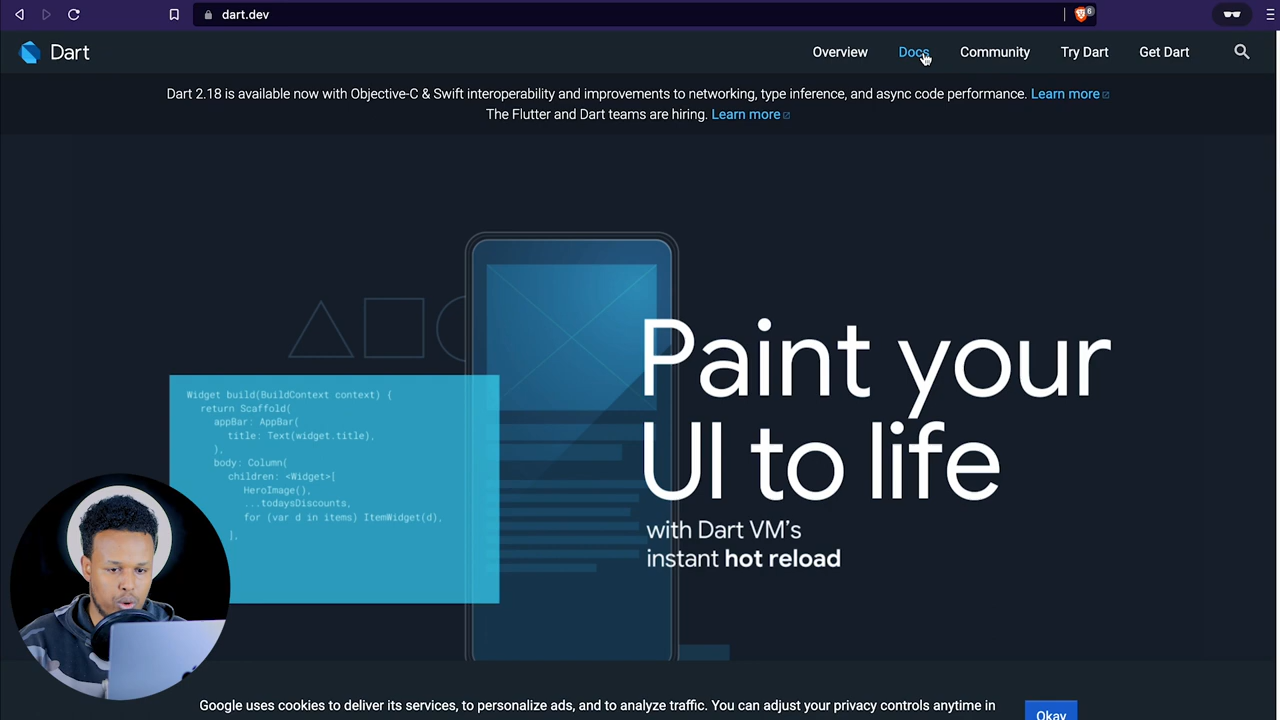 dart.dev
6
Dart
Overview
Docs
Community
Try Dart
Get Dart
Dart 2.18 is available now with Objective-C & Swift interoperability and improvements to networking, type inference, and async code performance. Learn more
The Flutter and Dart teams are hiring. Learn more
Widget build(BuildContext context) {
return Scaffold(
appBar: AppBar(
title: Text(widget.title),
),
body: Column(
children: <Widget>[
HeroImage(),
...todaysDiscounts,
for (var d in items) ItemWidget(d),
],
Paint your
UI to life
with Dart VM's
instant hot reload
Google uses cookies to deliver its services, to personalize ads, and to analyze traffic. You can adjust your privacy controls anytime in
Okay